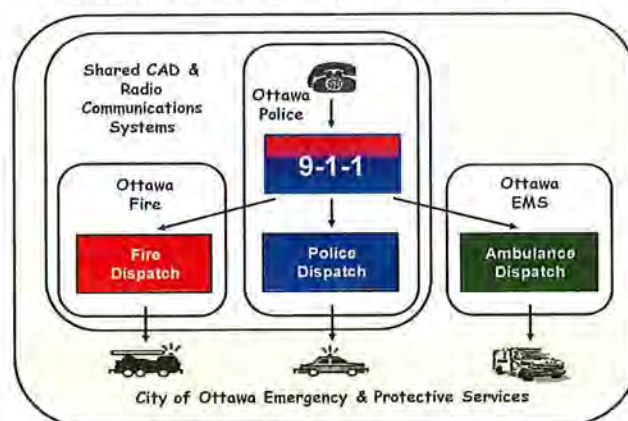 Shared CAD &
Radio
Communications
Systems
Ottawa
Police
9-1-1
Ottawa
Fire
Ottawa
EMS
Fire
Dispatch
Police
Dispatch
Ambulance
Dispatch
City of Ottawa Emergency & Protective Services